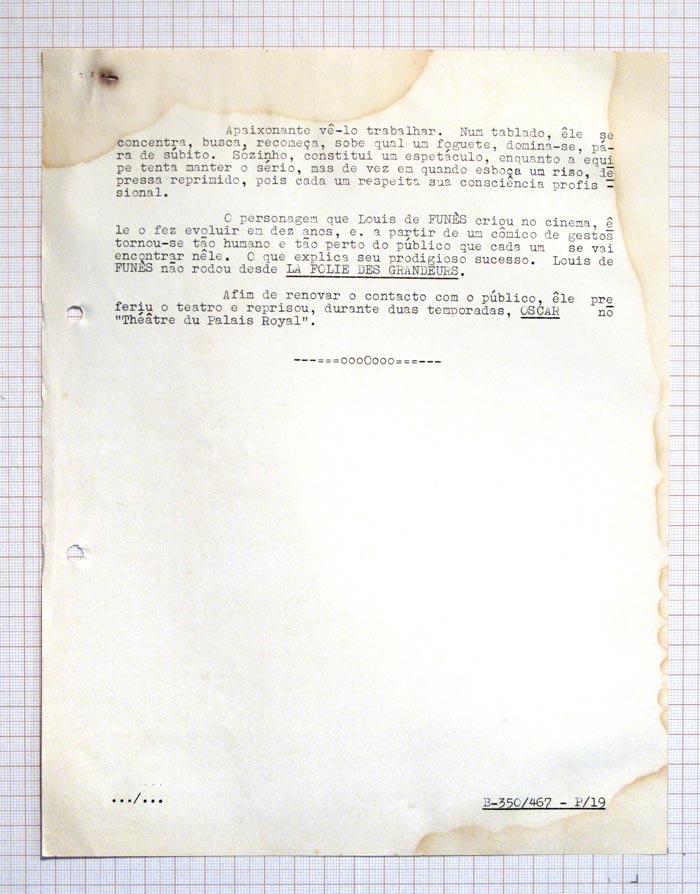 Apaixonante vê-lo trabalhar. Num tablado, êle se
concentra, busca, recomeça, sobe qual um foguete, domina-se, pá-
ra de súbito. Sózinho, constitui um espetáculo, enquanto a equi
pe tenta manter o sério, mas de vez em quando esboça um riso, de
pressa reprimido, pois cada um respeita sua consciência profis -
sional.
O personagem que Louis de FUNÈS criou no cinema, ê
le o fez evoluir em dez anos, e. a partir de um cômico de gestos
tornou-se tão humano e tão perto do público que cada um se vai
encontrar nêle. O que explica seu prodigioso sucesso. Louis de
FUNÈS não rodou desde LA FOLIE DES GRANDEURS.
Afim de renovar o contacto com o público, êle pre
feriu o teatro e reprisou, durante duas temporadas, OSCAR no
"Théâtre du Palais Royal".
---===ooo0ooo===---
.../...
B-350/467 - P/19